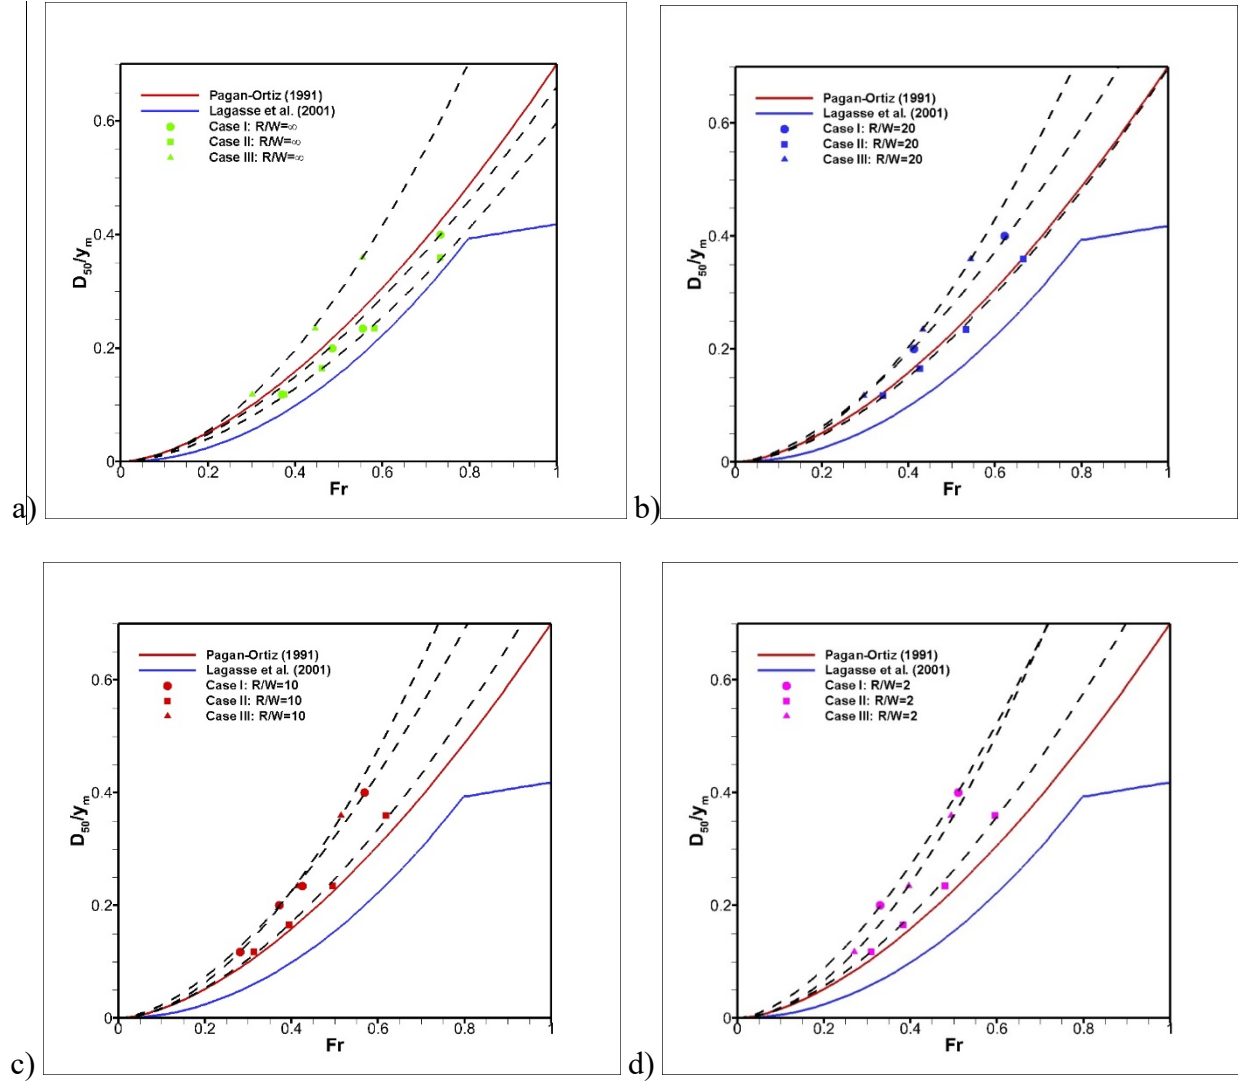 Pagan-Ortiz (1991)
Lagasse et al. (2001)
Case I: R/W=∞
Case II: R/W=∞
Case III: R/W=∞
0.6
0.4
0.2
0
D50/ym
0
0.2
0.4
0.6
0.8
1
Fr
a)
Pagan-Ortiz (1991)
Lagasse et al. (2001)
Case I: R/W=20
Case II: R/W=20
Case III: R/W=20
0.6
0.4
0.2
0
D50/ym
0
0.2
0.4
0.6
0.8
1
Fr
b)
Pagan-Ortiz (1991)
Lagasse et al. (2001)
Case I: R/W=10
Case II: R/W=10
Case III: R/W=10
0.6
0.4
0.2
0
D50/ym
0
0.2
0.4
0.6
0.8
1
Fr
c)
Pagan-Ortiz (1991)
Lagasse et al. (2001)
Case I: R/W=2
Case II: R/W=2
Case III: R/W=2
0.6
0.4
0.2
0
D50/ym
0
0.2
0.4
0.6
0.8
1
Fr
d)